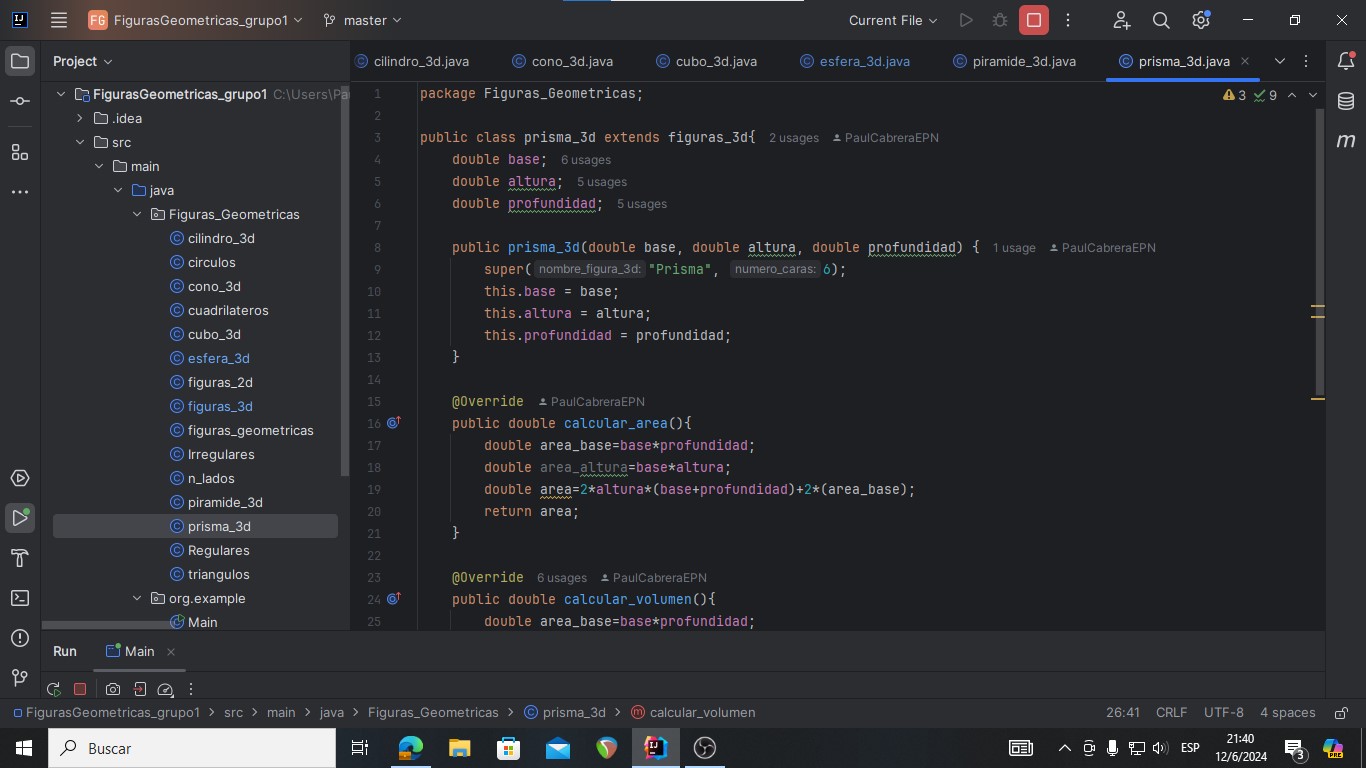 FG FigurasGeometricas_grupo1 master Current File
Project
cilindro_3d.java cono_3d.java cubo_3d.java esfera_3d.java piramide_3d.java prisma_3d.java
FigurasGeometricas_grupo1 C:\Users\Pa
.idea
src
main
java
Figuras_Geometricas
cilindro_3d
circulos
cono_3d
cuadrilateros
cubo_3d
esfera_3d
figuras_2d
figuras_3d
figuras_geometricas
Irregulares
n_lados
piramide_3d
prisma_3d
Regulares
triangulos
org.example
Main
3 9
1 package Figuras_Geometricas;
2
3 public class prisma_3d extends figuras_3d{ 2 usages PaulCabreraEPN
4 double base; 6 usages
5 double altura; 5 usages
6 double profundidad; 5 usages
7
8 public prisma_3d(double base, double altura, double profundidad) { 1 usage PaulCabreraEPN
9 super( nombre_figura_3d: "Prisma", numero_caras: 6);
10 this.base = base;
11 this.altura = altura;
12 this.profundidad = profundidad;
13 }
14
15 @Override PaulCabreraEPN
16 public double calcular_area(){
17 double area_base=base*profundidad;
18 double area_altura=base*altura;
19 double area=2*altura*(base+profundidad)+2*(area_base);
20 return area;
21 }
22
23 @Override 6 usages PaulCabreraEPN
24 public double calcular_volumen(){
25 double area_base=base*profundidad;
m
Run Main
FigurasGeometricas_grupo1 > src > main > java > Figuras_Geometricas > prisma_3d > calcular_volumen 26:41 CRLF UTF-8 4 spaces
Buscar
ESP
21:40
12/6/2024
3
PRE